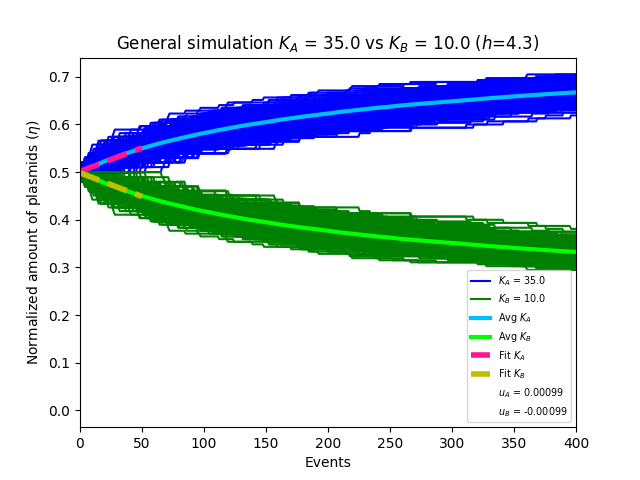 General simulation K_A = 35.0 vs K_B = 10.0 (h=4.3)
Normalized amount of plasmids (η)
0.7
0.6
0.5
0.4
0.3
0.2
0.1
0.0
K_A = 35.0
K_B = 10.0
Avg K_A
Avg K_B
Fit K_A
Fit K_B
u_A = 0.00099
u_B = -0.00099
0 50 100 150 200 250 300 350 400
Events